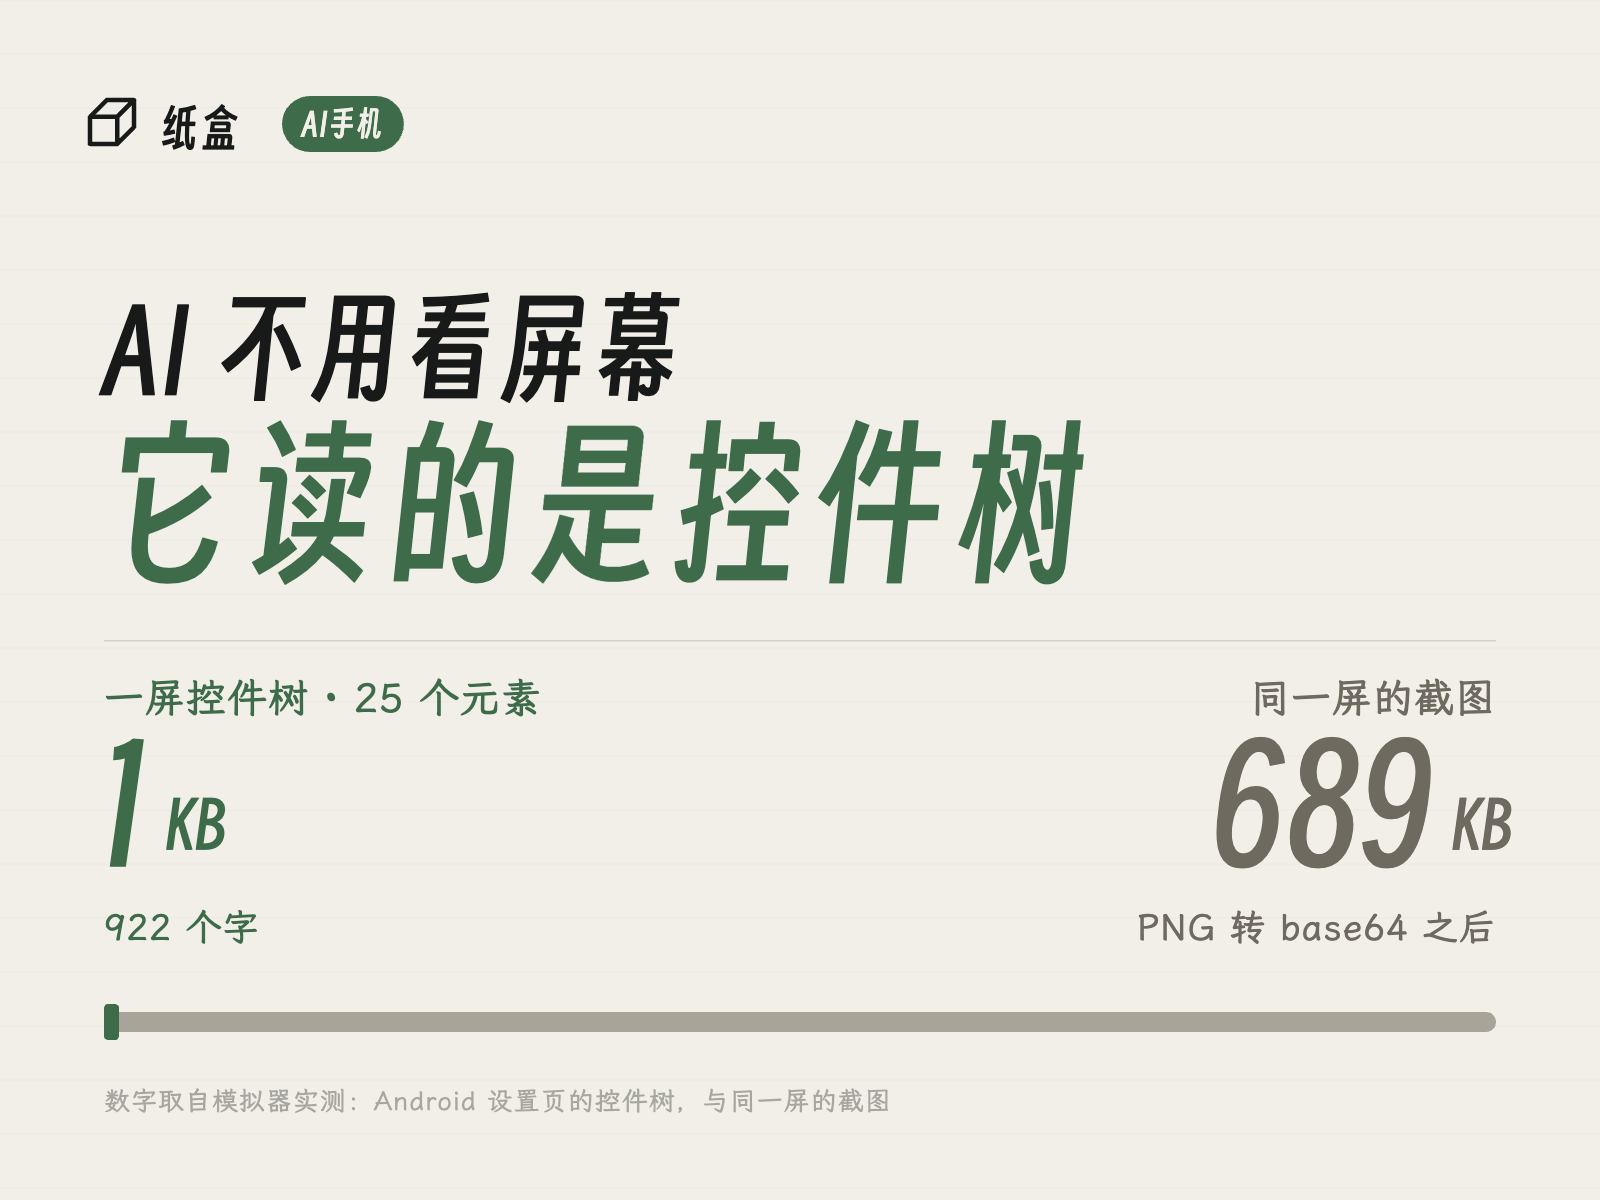 纸盒 AI手机
AI 不用看屏幕
它读的是控件树
一屏控件树·25 个元素
1 KB
922 个字
同一屏的截图
689 KB
PNG 转 base64 之后
数字取自模拟器实测：Android 设置页的控件树，与同一屏的截图